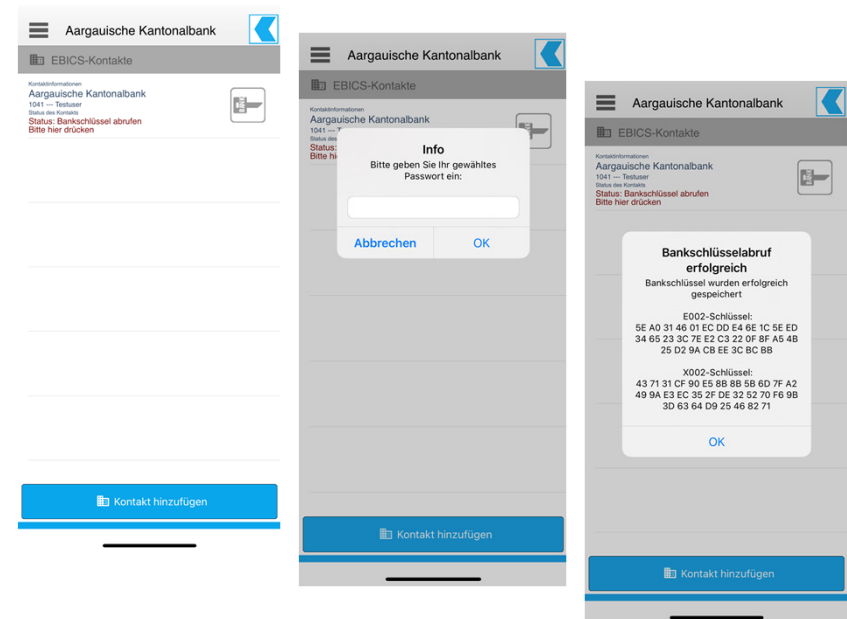 Aargauische Kantonalbank
EBICS-Kontakte
Kontaktinformationen
Aargauische Kantonalbank
1041 --- Testuser
Status des Kontakts
Status: Bankschlüssel abrufen
Bitte hier drücken
Kontakt hinzufügen
Aargauische Kantonalbank
EBICS-Kontakte
Kontaktinformationen
Aargauische Kantonalbank
1041 ---
Status des
Status:
Bitte hi
Info
Bitte geben Sie Ihr gewähltes
Passwort ein:
Abbrechen OK
Kontakt hinzufügen
Aargauische Kantonalbank
EBICS-Kontakte
Kontaktinformationen
Aargauische Kantonalbank
1041 --- Testuser
Status des Kontakts
Status: Bankschlüssel abrufen
Bitte hier drücken
Bankschlüsselabruf
erfolgreich
Bankschlüssel wurden erfolgreich
gespeichert
E002-Schlüssel:
5E A0 31 46 01 EC DD E4 6E 1C 5E ED
34 65 23 3C 7E E2 C3 22 0F 8F A5 4B
25 D2 9A CB EE 3C BC BB
X002-Schlüssel:
43 71 31 CF 90 E5 8B 8B 5B 6D 7F A2
49 9A E3 EC 35 2F DE 32 52 70 F6 9B
3D 63 64 D9 25 46 82 71
OK
Kontakt hinzufügen